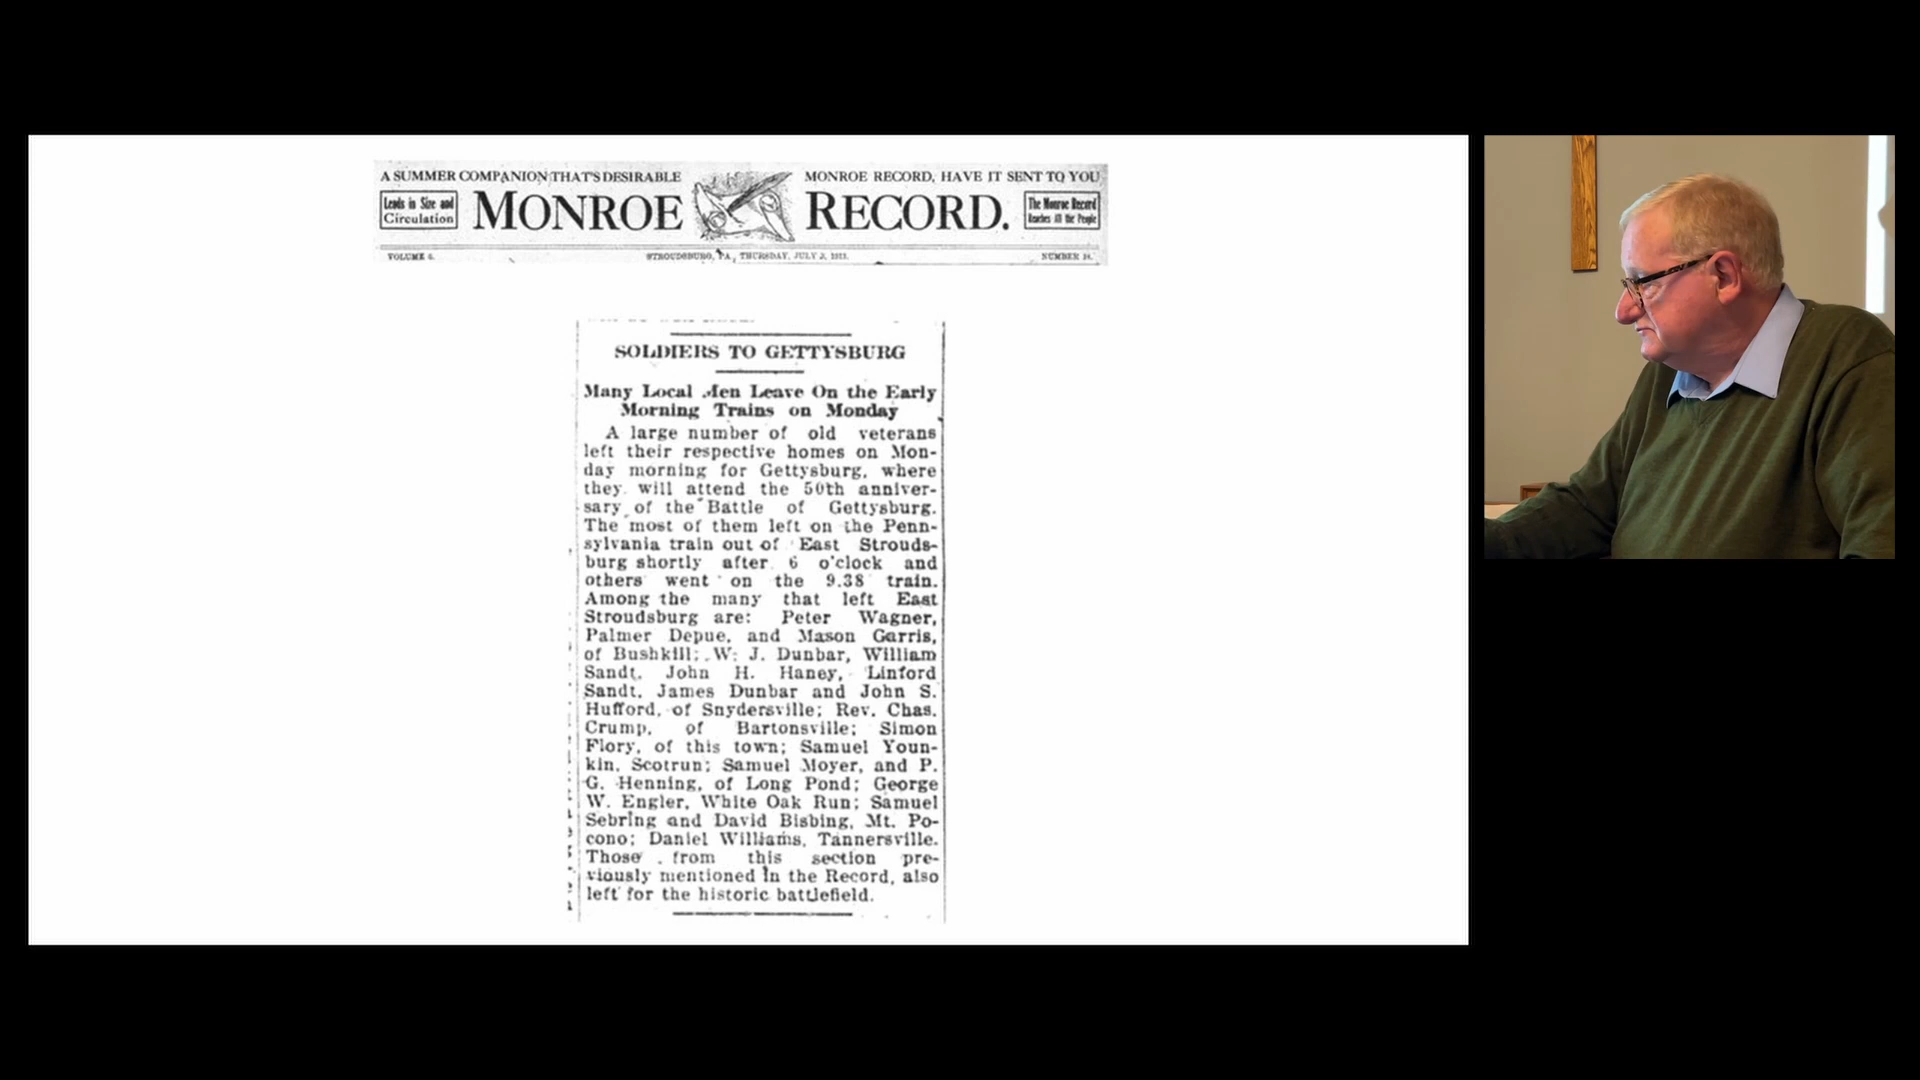 A SUMMER COMPANION THAT'S DESIRABLE
MONROE RECORD, HAVE IT SENT TO YOU
Leads in Size and
Circulation
MONROE RECORD.
The Monroe Record
Reaches All the People
VOLUME 6.
STROUDSBURG, PA., THURSDAY, JULY 3, 1913.
NUMBER
SOLDIERS TO GETTYSBURG
Many Local Men Leave On the Early
Morning Trains on Monday
A large number of old veterans
left their respective homes on Mon-
day morning for Gettysburg, where
they will attend the 50th anniver-
sary of the Battle of Gettysburg.
The most of them left on the Penn-
sylvania train out of East Strouds-
burg shortly after 6 o'clock and
others went on the 9.38 train.
Among the many that left East
Stroudsburg are: Peter Wagner,
Palmer Depue, and Mason Garris,
of Bushkill; W. J. Dunbar, William
Sandt, John H. Haney, Linford
Sandt, James Dunbar and John S.
Hufford, of Snydersville; Rev. Chas.
Crump, of Bartonsville; Simon
Flory, of this town; Samuel Youn-
kin, Scotrun; Samuel Moyer, and P.
G. Henning, of Long Pond; George
W. Engler, White Oak Run; Samuel
Sebring and David Bisbing, Mt. Po-
cono; Daniel Williams, Tannersville.
Those from this section pre-
viously mentioned in the Record, also
left for the historic battlefield.